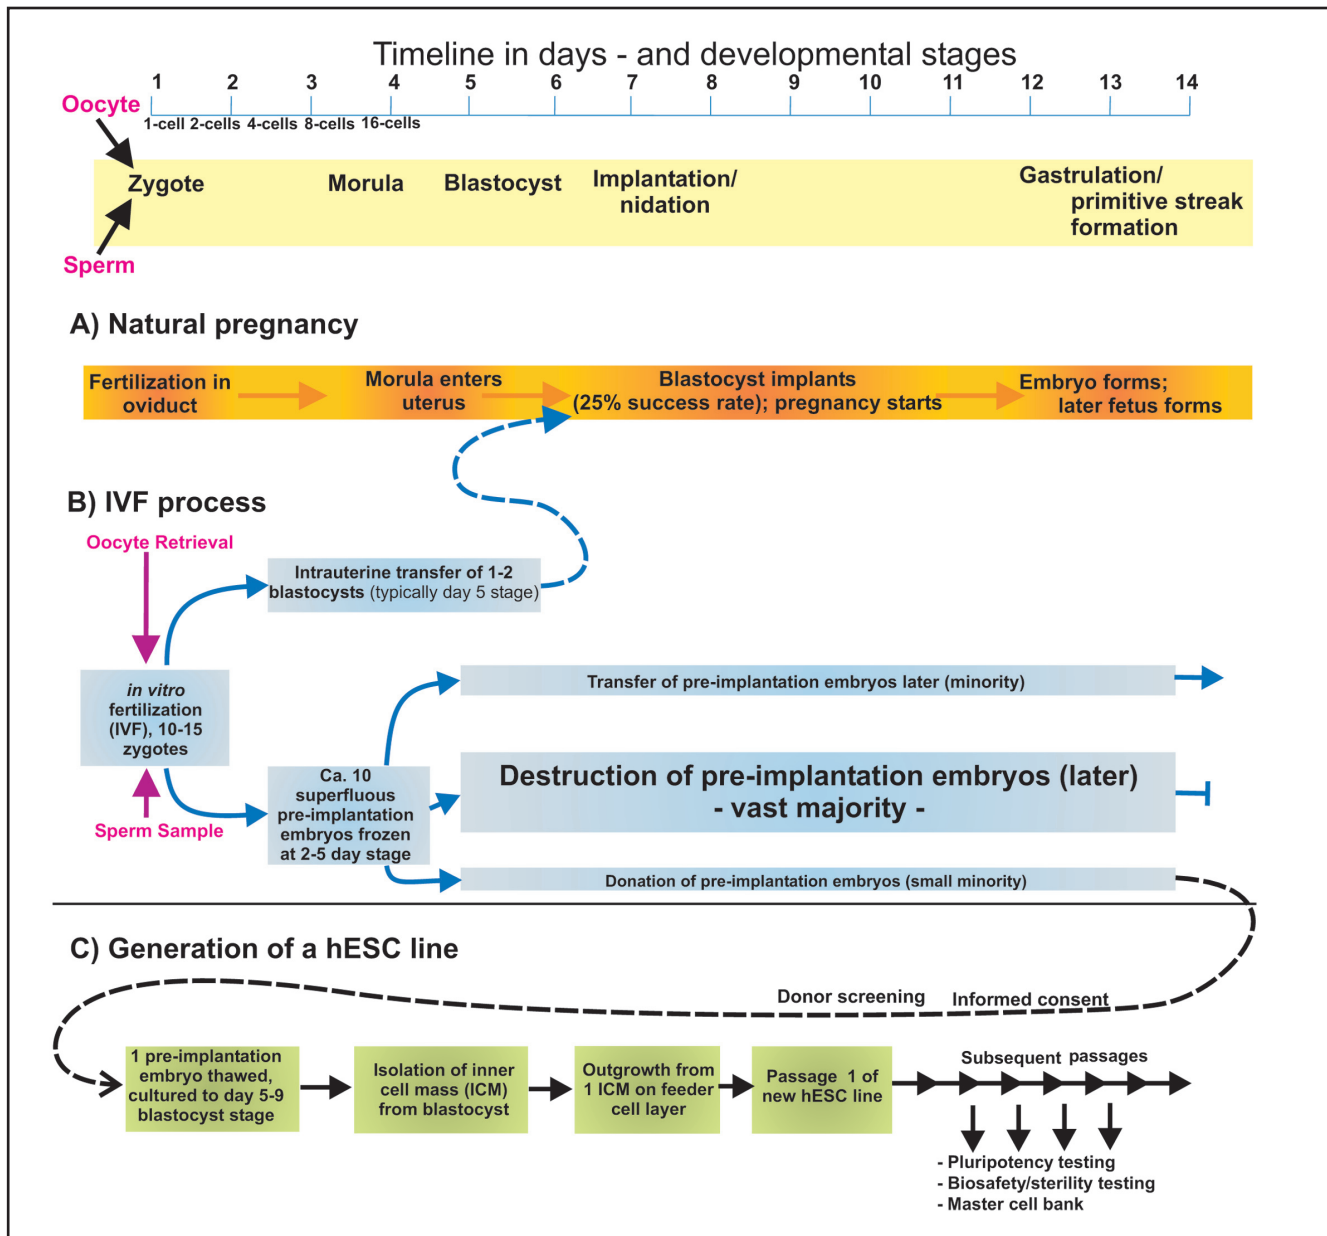 Timeline in days - and developmental stages
1 2 3 4 5 6 7 8 9 10 11 12 13 14
Oocyte
1-cell 2-cells 4-cells 8-cells 16-cells
Zygote
Morula
Blastocyst
Implantation/
nidation
Gastrulation/
primitive streak
formation
Sperm
A) Natural pregnancy
Fertilization in
oviduct
Morula enters
uterus
Blastocyst implants
(25% success rate); pregnancy starts
Embryo forms;
later fetus forms
B) IVF process
Oocyte Retrieval
Intrauterine transfer of 1-2
blastocysts (typically day 5 stage)
in vitro
fertilization
(IVF), 10-15
zygotes
Sperm Sample
Ca. 10
superfluous
pre-implantation
embryos frozen
at 2-5 day stage
Transfer of pre-implantation embryos later (minority)
Destruction of pre-implantation embryos (later)
- vast majority -
Donation of pre-implantation embryos (small minority)
C) Generation of a hESC line
Donor screening
Informed consent
1 pre-implantation
embryo thawed,
cultured to day 5-9
blastocyst stage
Isolation of inner
cell mass (ICM)
from blastocyst
Outgrowth from
1 ICM on feeder
cell layer
Passage 1 of
new hESC line
Subsequent passages
- Pluripotency testing
- Biosafety/sterility testing
- Master cell bank